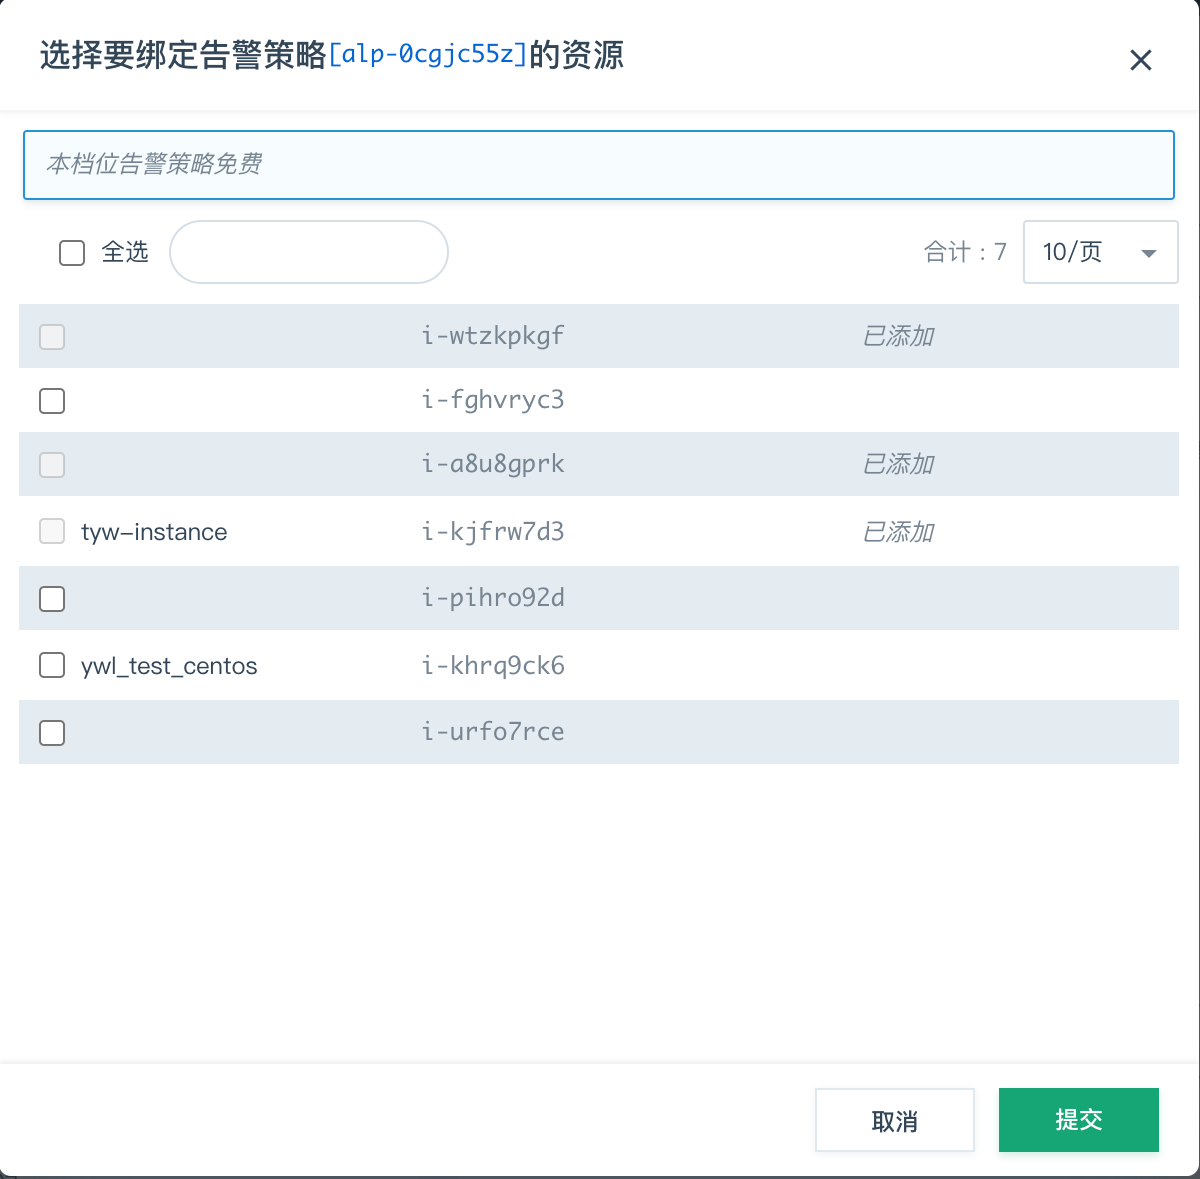 选择要绑定告警策略[alp-0cgjc55z]的资源
本档位告警策略免费
全选 合计：7 10/页
i-wtzkpkgf 已添加
i-fghvryc3
i-a8u8gprk 已添加
tyw-instance i-kjfrw7d3 已添加
i-pihro92d
ywl_test_centos i-khrq9ck6
i-urfo7rce
取消 提交